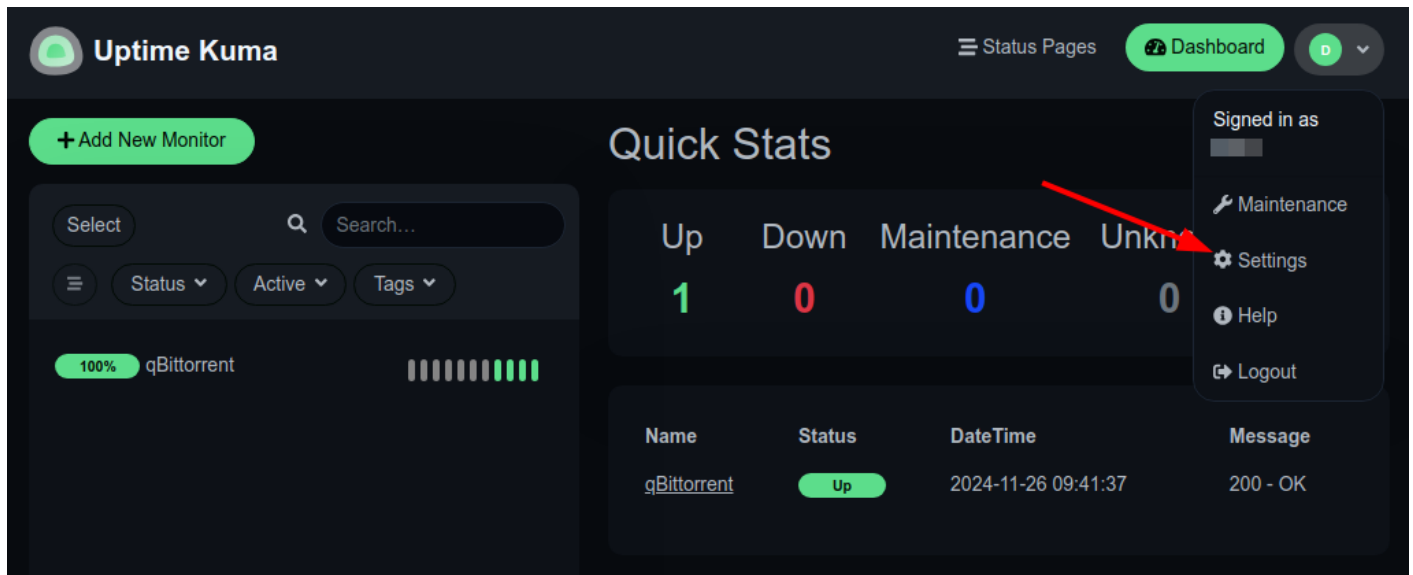 Uptime Kuma
Status Pages
Dashboard
D
Signed in as
Maintenance
Settings
Help
Logout
Add New Monitor
Select
Search...
Status
Active
Tags
100% qBittorrent
Quick Stats
Up Down Maintenance
1 0 0 0
Name Status DateTime Message
qBittorrent Up 2024-11-26 09:41:37 200 - OK